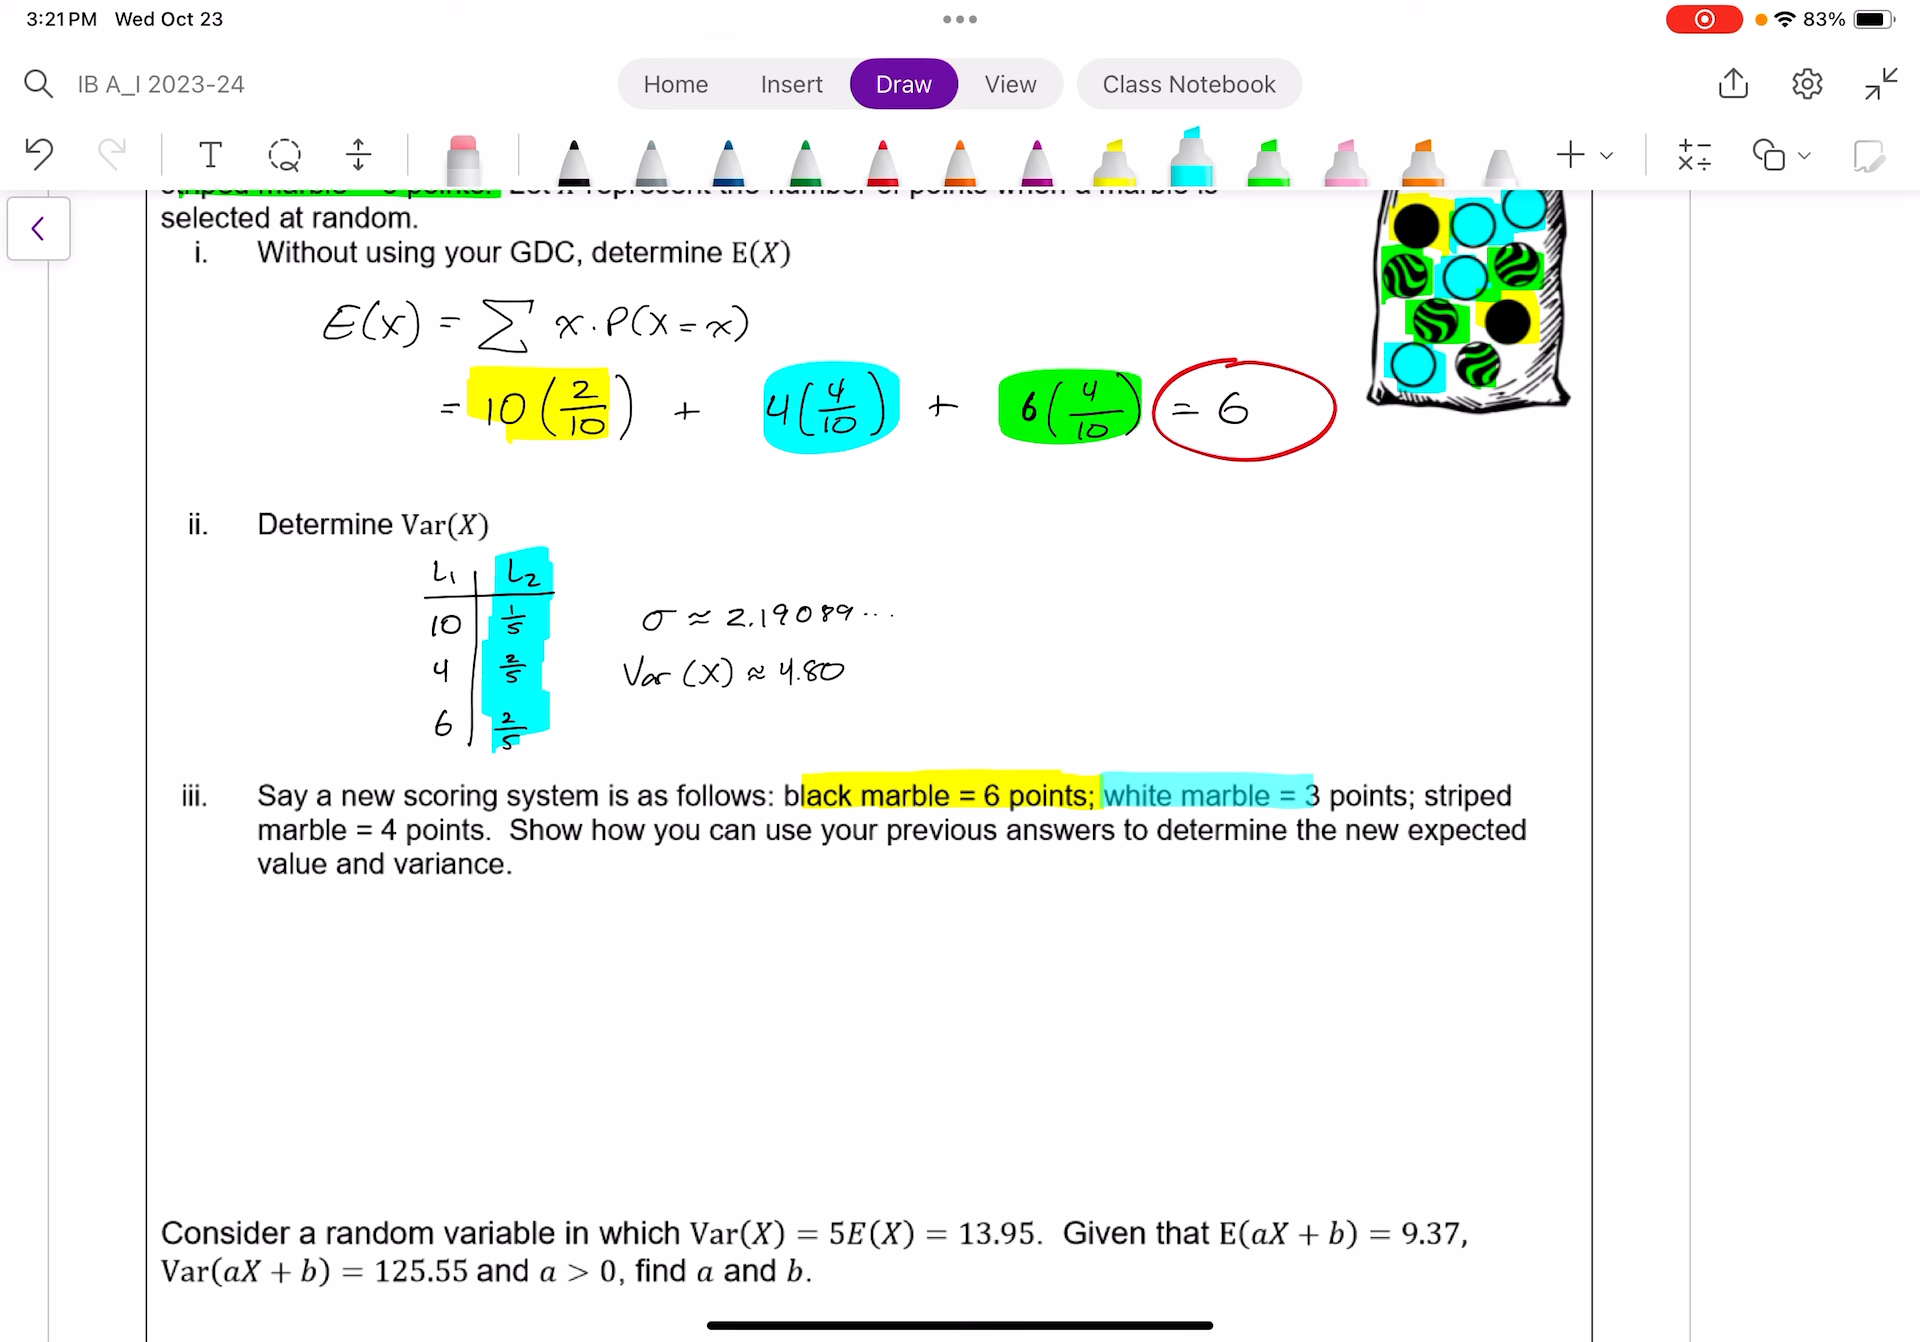 3:21 PM Wed Oct 23
83%
IB A_I 2023-24
Home Insert Draw View Class Notebook
selected at random.
i. Without using your GDC, determine E(X)
E(x) = Σ x · P(X = x)
= 10 (2/10) + 4 (4/10) + 6 (4/10) = 6
ii. Determine Var(X)
L₁ L₂
10 1/5
4 2/5
6 2/5
σ ≈ 2.19089...
Var (X) ≈ 4.80
iii. Say a new scoring system is as follows: black marble = 6 points; white marble = 3 points; striped
marble = 4 points. Show how you can use your previous answers to determine the new expected
value and variance.
Consider a random variable in which Var(X) = 5E(X) = 13.95. Given that E(aX + b) = 9.37,
Var(aX + b) = 125.55 and a > 0, find a and b.